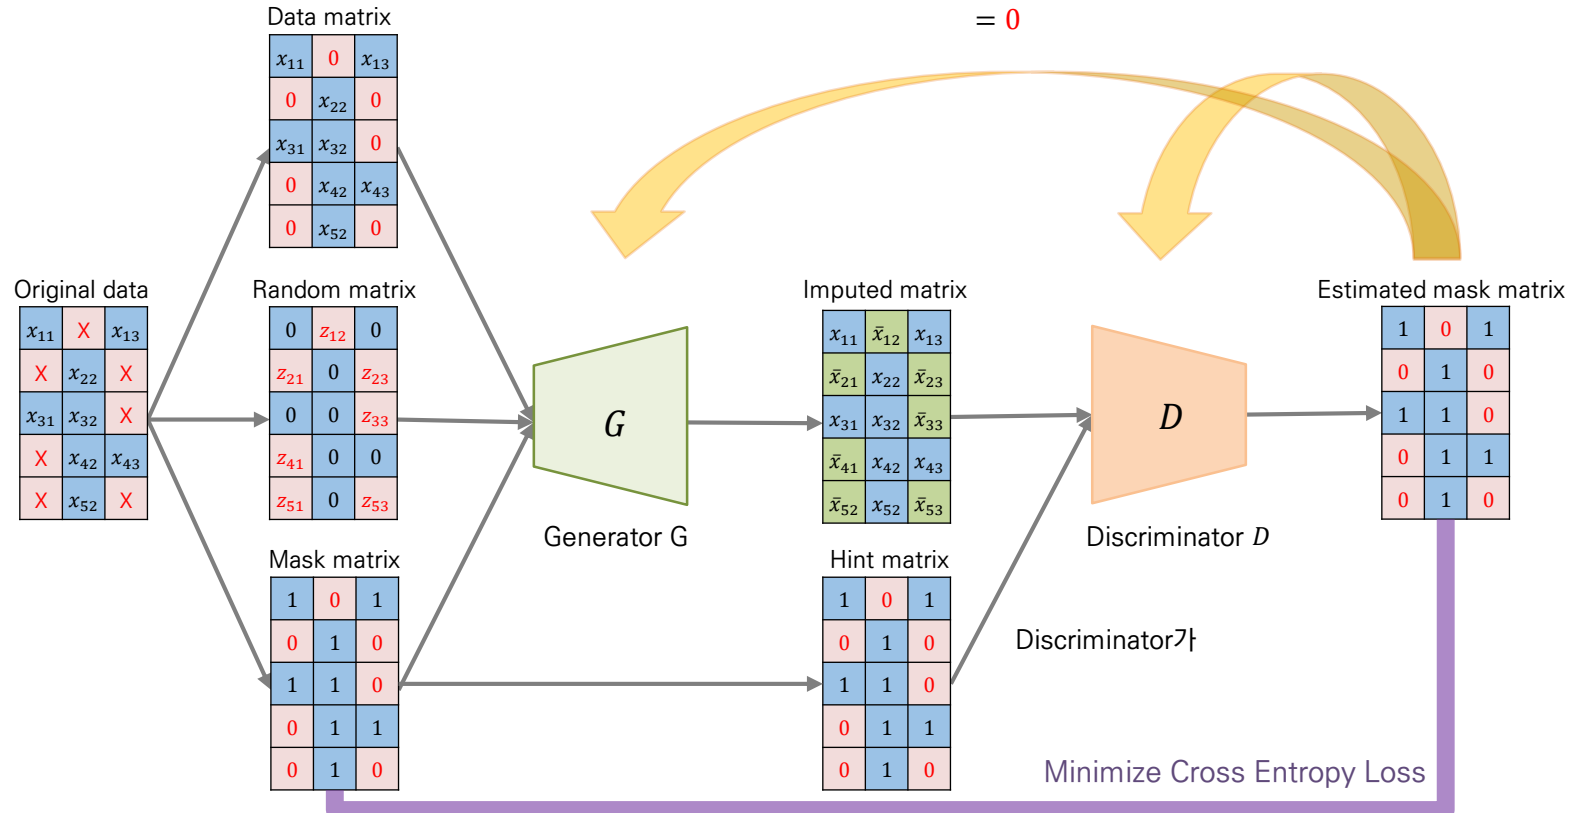 Data matrix
= 0
x₁₁ 0 x₁₃
0 x₂₂ 0
x₃₁ x₃₂ 0
0 x₄₂ x₄₃
0 x₅₂ 0
Original data
x₁₁ X x₁₃
X x₂₂ X
x₃₁ x₃₂ X
X x₄₂ x₄₃
X x₅₂ X
Random matrix
0 z₁₂ 0
z₂₁ 0 z₂₃
0 0 z₃₃
z₄₁ 0 0
z₅₁ 0 z₅₃
Mask matrix
1 0 1
0 1 0
1 1 0
0 1 1
0 1 0
G
Generator G
Imputed matrix
x₁₁ x̄₁₂ x₁₃
x̄₂₁ x₂₂ x̄₂₃
x₃₁ x₃₂ x̄₃₃
x̄₄₁ x₄₂ x₄₃
x̄₅₂ x₅₂ x̄₅₃
Hint matrix
1 0 1
0 1 0
1 1 0
0 1 1
0 1 0
D
Discriminator D
Discriminator가
Estimated mask matrix
1 0 1
0 1 0
1 1 0
0 1 1
0 1 0
Minimize Cross Entropy Loss